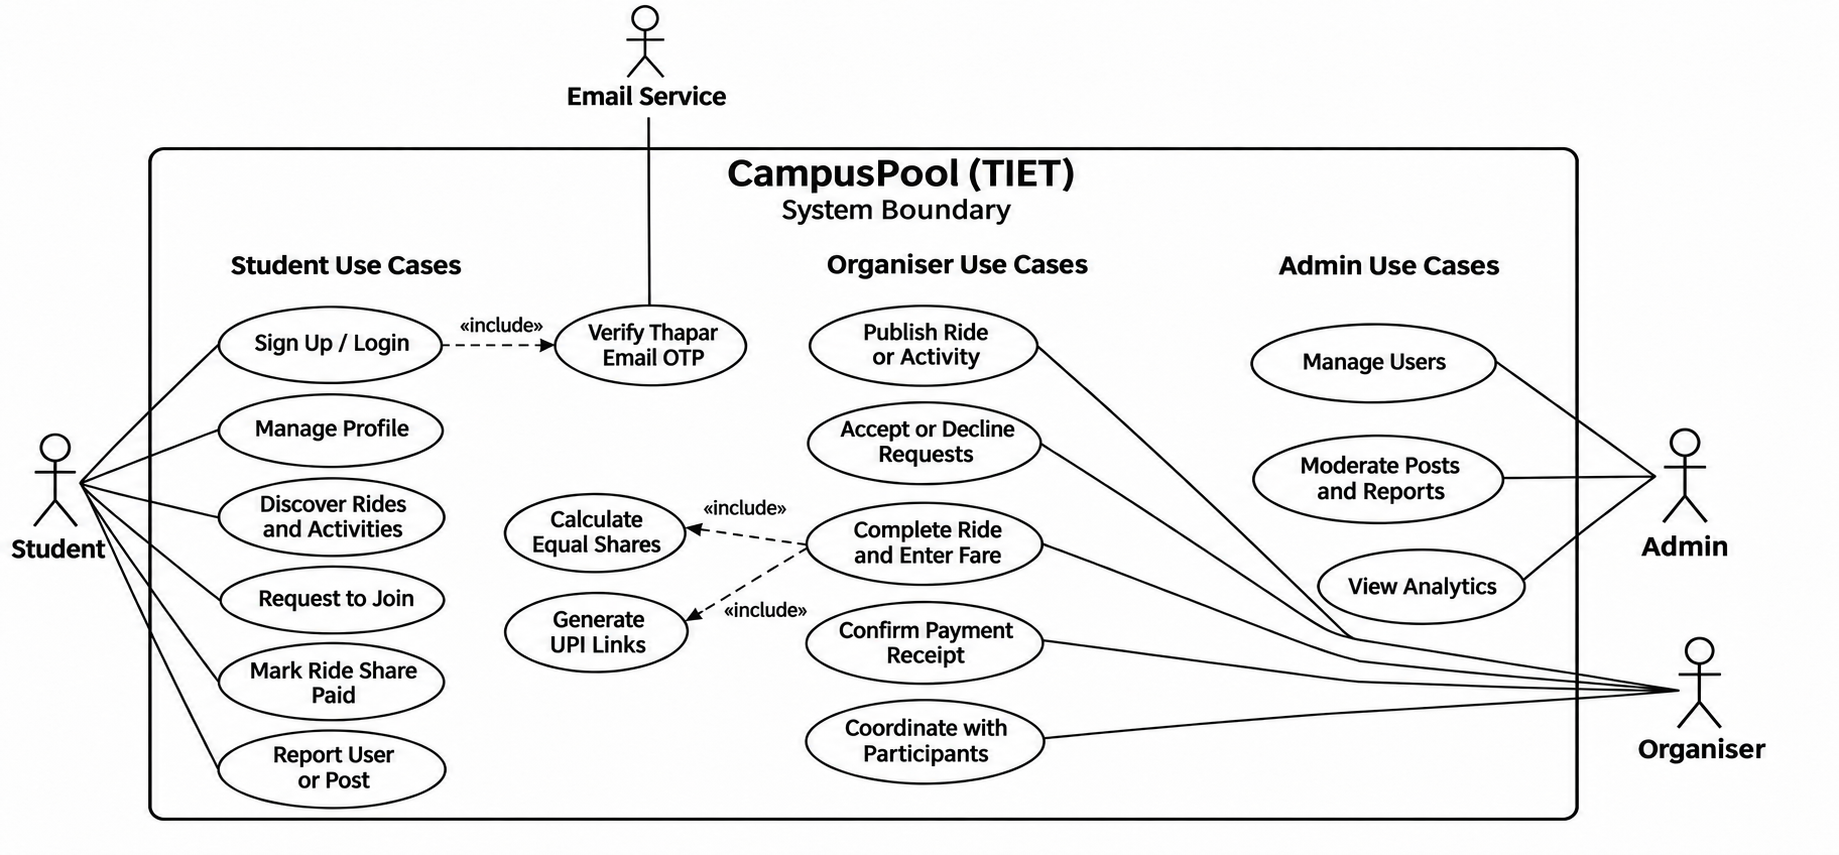 Email Service
CampusPool (TIET)
System Boundary
Student Use Cases
Organiser Use Cases
Admin Use Cases
Sign Up / Login
«include»
Verify Thapar
Email OTP
Manage Profile
Discover Rides
and Activities
Request to Join
Mark Ride Share
Paid
Report User
or Post
Student
Calculate
Equal Shares
«include»
Generate
UPI Links
«include»
Publish Ride
or Activity
Accept or Decline
Requests
Complete Ride
and Enter Fare
Confirm Payment
Receipt
Coordinate with
Participants
Manage Users
Moderate Posts
and Reports
View Analytics
Admin
Organiser